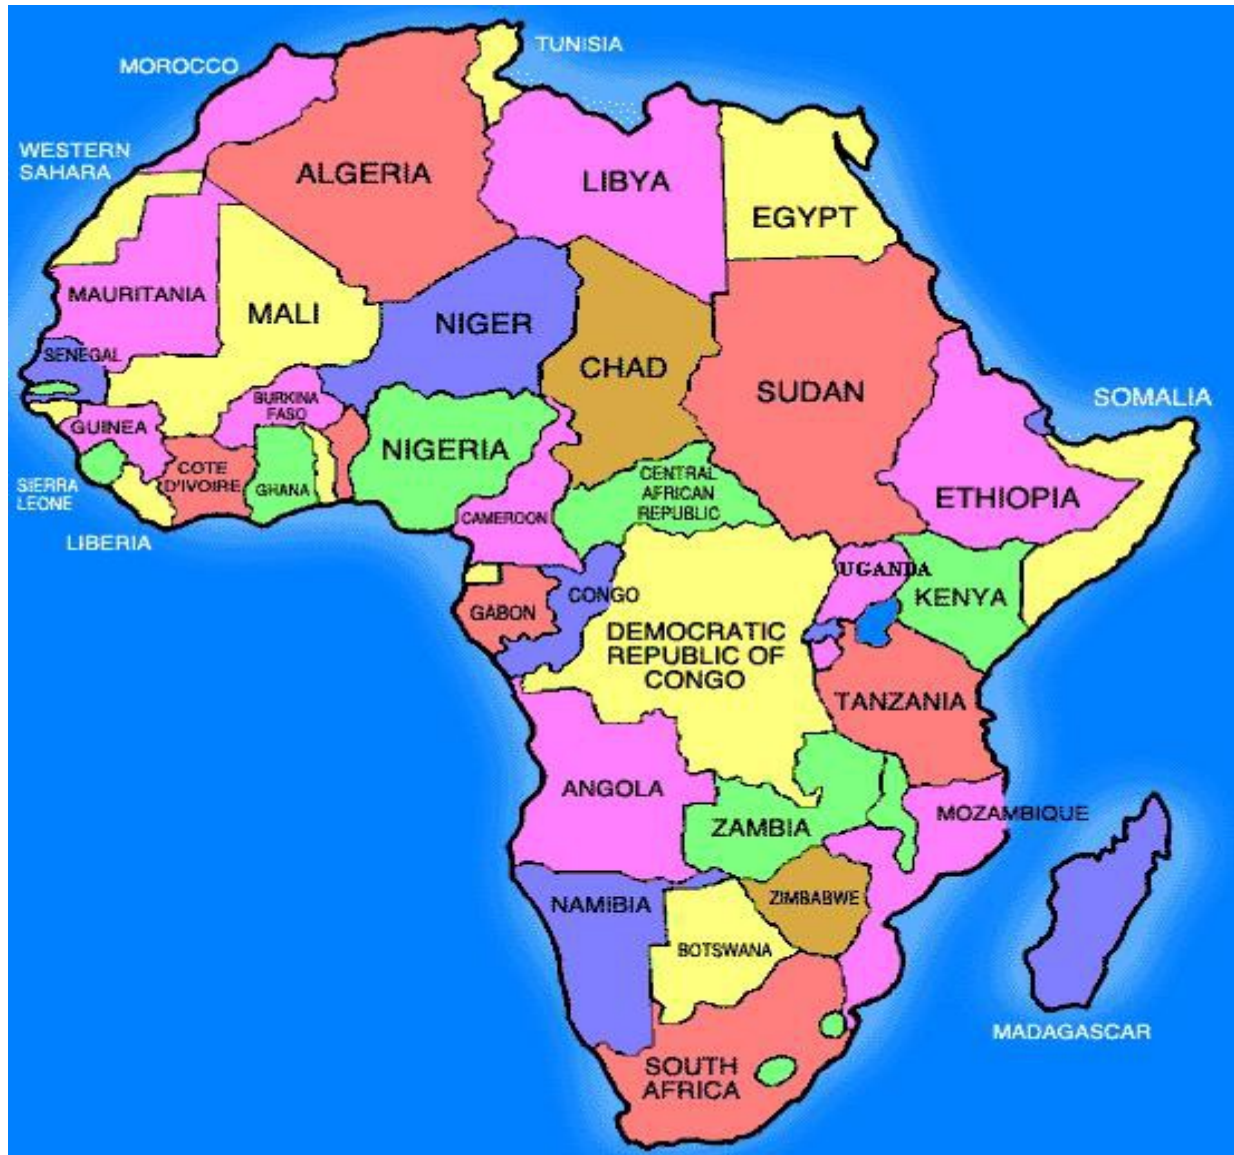 TUNISIA
MOROCCO
WESTERN
SAHARA
ALGERIA
LIBYA
EGYPT
MAURITANIA
MALI
NIGER
CHAD
SUDAN
SENEGAL
BURKINA
FASO
SOMALIA
GUINEA
NIGERIA
COTE
D'IVOIRE
GHANA
CENTRAL
AFRICAN
REPUBLIC
SIERRA
LEONE
ETHIOPIA
CAMEROON
LIBERIA
UGANDA
KENYA
CONGO
GABON
DEMOCRATIC
REPUBLIC OF
CONGO
TANZANIA
ANGOLA
ZAMBIA
MOZAMBIQUE
NAMIBIA
ZIMBABWE
BOTSWANA
MADAGASCAR
SOUTH
AFRICA